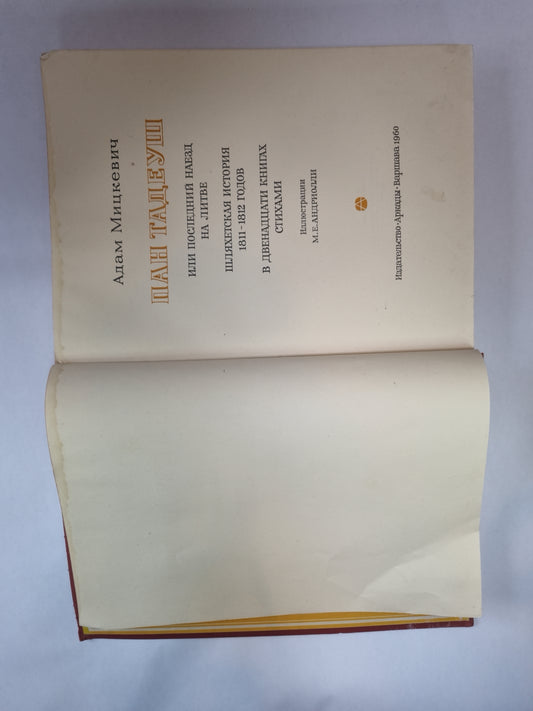 Адам Мицкевич
ПАН ТАДЕУШ
ИЛИ ПОСЛЕДНИЙ НАЕЗД
НА ЛИТВЕ
ШЛЯХЕТСКАЯ ИСТОРИЯ
1811-1812 ГОДОВ
В ДВЕНАДЦАТИ КНИГАХ
СТИХАМИ
Иллюстрации
М.Е.АНДРИОЛЛИ
Издательство·Аркады·Варшава 1960